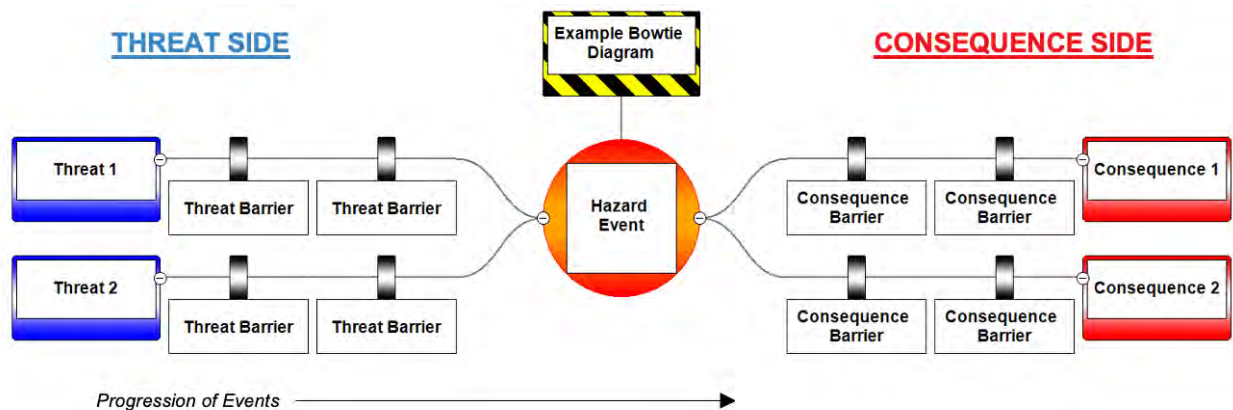 THREAT SIDE
Example Bowtie
Diagram
CONSEQUENCE SIDE
Threat 1
Threat Barrier
Threat Barrier
Hazard
Event
Consequence
Barrier
Consequence
Barrier
Consequence 1
Threat 2
Threat Barrier
Threat Barrier
Consequence
Barrier
Consequence
Barrier
Consequence 2
Progression of Events